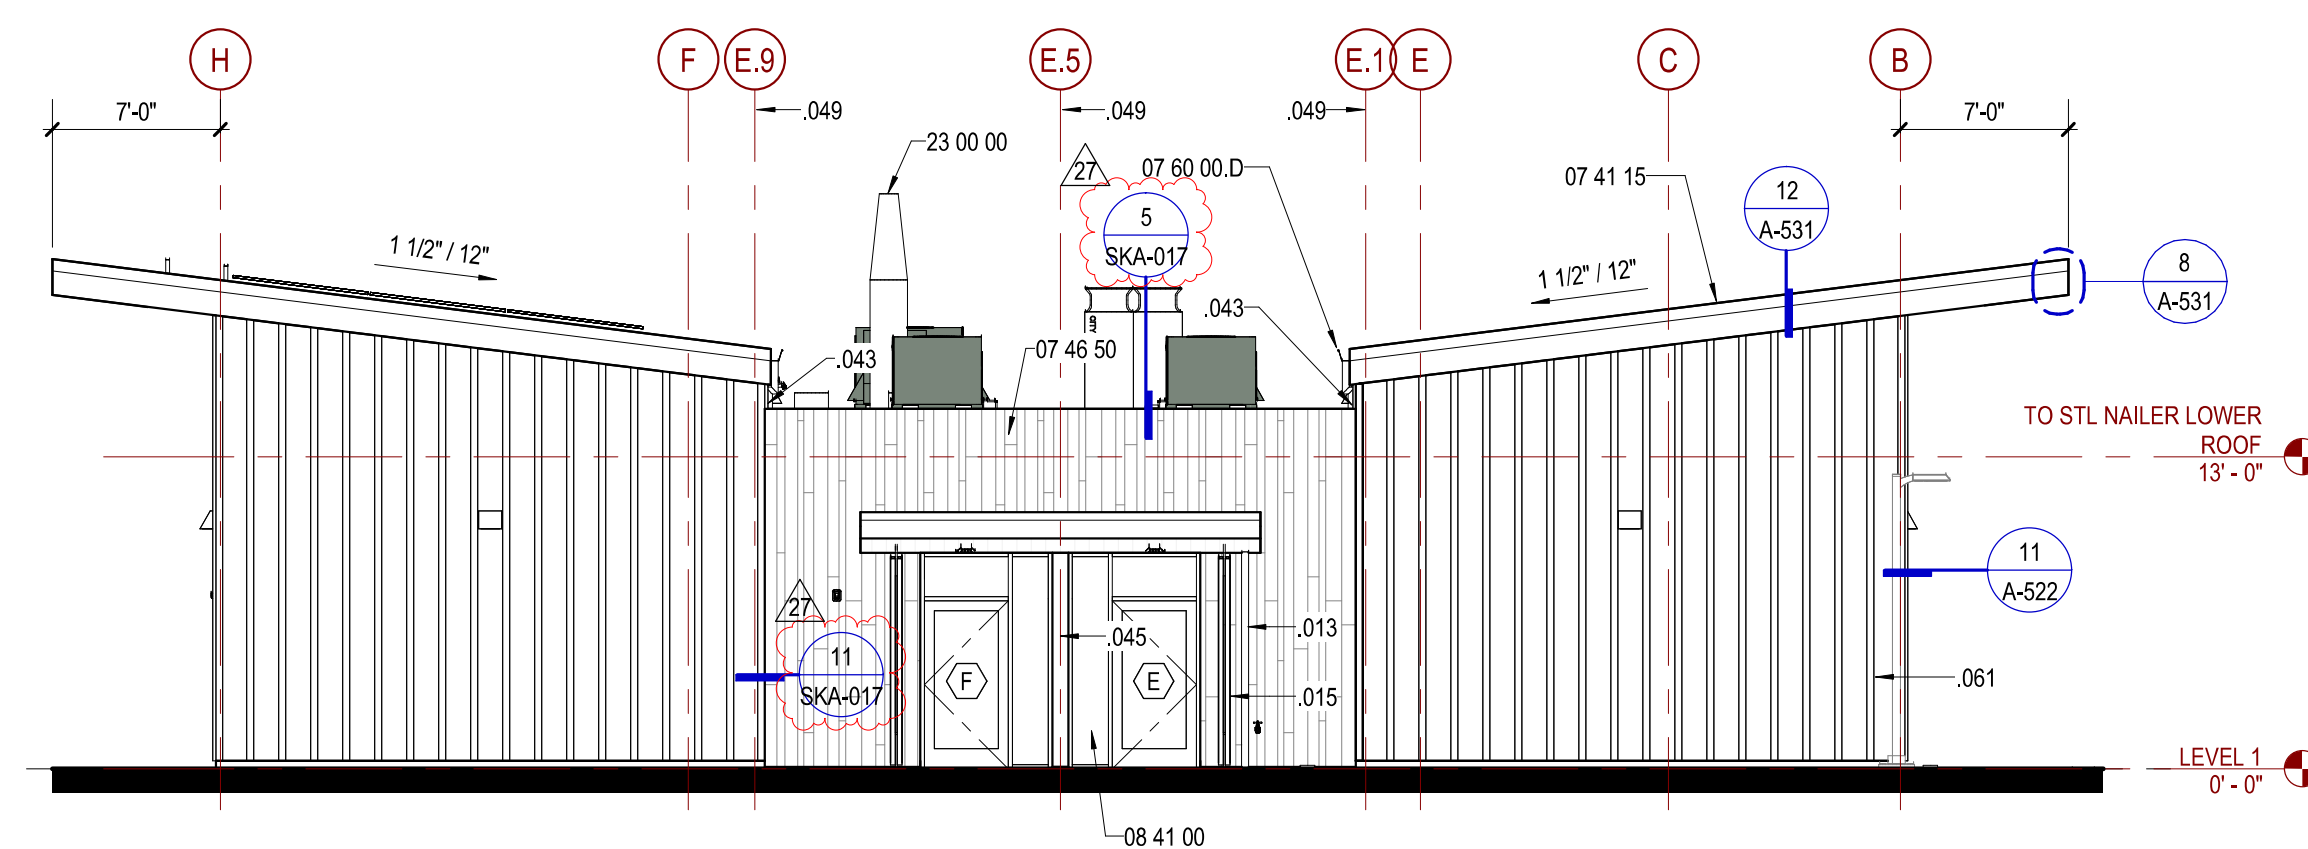 H
F
E.9
E.5
E.1
E
C
B
7'-0"
.049
.049
.049
7'-0"
23 00 00
27
07 60 00.D
07 41 15
5
SKA-017
12
A-531
1 1/2" / 12"
1 1/2" / 12"
8
A-531
.043
CITY
.043
07 46 50
TO STL NAILER LOWER
ROOF
13' - 0"
11
A-522
27
11
SKA-017
.045
.013
F
E
.015
.061
LEVEL 1
0' - 0"
08 41 00